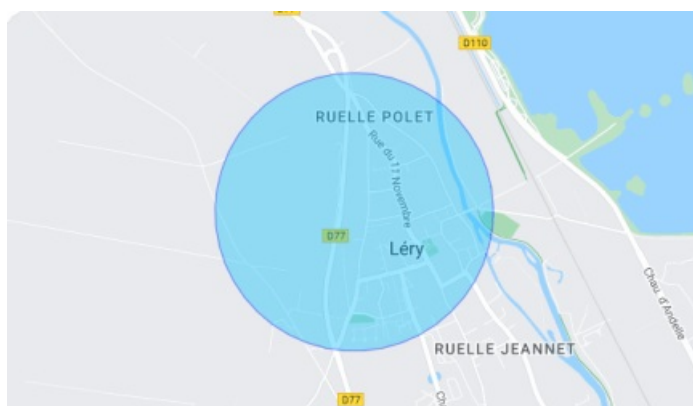 D110
RUELLE POLET
Rue du 11 Novembre
D77
Léry
Chau. d'Andelle
RUELLE JEANNET
D77